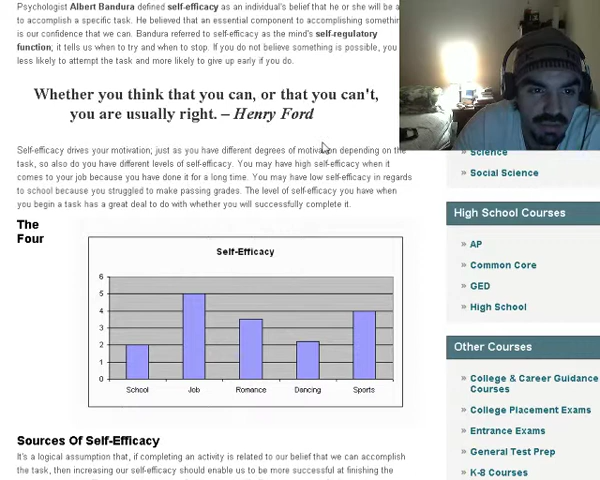 Psychologist Albert Bandura defined self-efficacy as an individual's belief that he or she will be a
to accomplish a specific task. He believed that an essential component to accomplishing somethin
is our confidence that we can. Bandura referred to self-efficacy as the mind's self-regulatory
function; it tells us when to try and when to stop. If you do not believe something is possible, you
less likely to attempt the task and more likely to give up early if you do.
Whether you think that you can, or that you can't,
you are usually right. – Henry Ford
Self-efficacy drives your motivation; just as you have different degrees of motivation depending on the
task, so also do you have different levels of self-efficacy. You may have high self-efficacy when it
comes to your job because you have done it for a long time. You may have low self-efficacy in regards
to school because you struggled to make passing grades. The level of self-efficacy you have when
you begin a task has a great deal to do with whether you will successfully complete it.
The
Four
Self-Efficacy
6
5
4
3
2
1
0
School Job Romance Dancing Sports
Sources Of Self-Efficacy
It's a logical assumption that, if completing an activity is related to our belief that we can accomplish
the task, then increasing our self-efficacy should enable us to be more successful at finishing the
» Science
» Social Science
High School Courses
» AP
» Common Core
» GED
» High School
Other Courses
» College & Career Guidance
Courses
» College Placement Exams
» Entrance Exams
» General Test Prep
» K-8 Courses